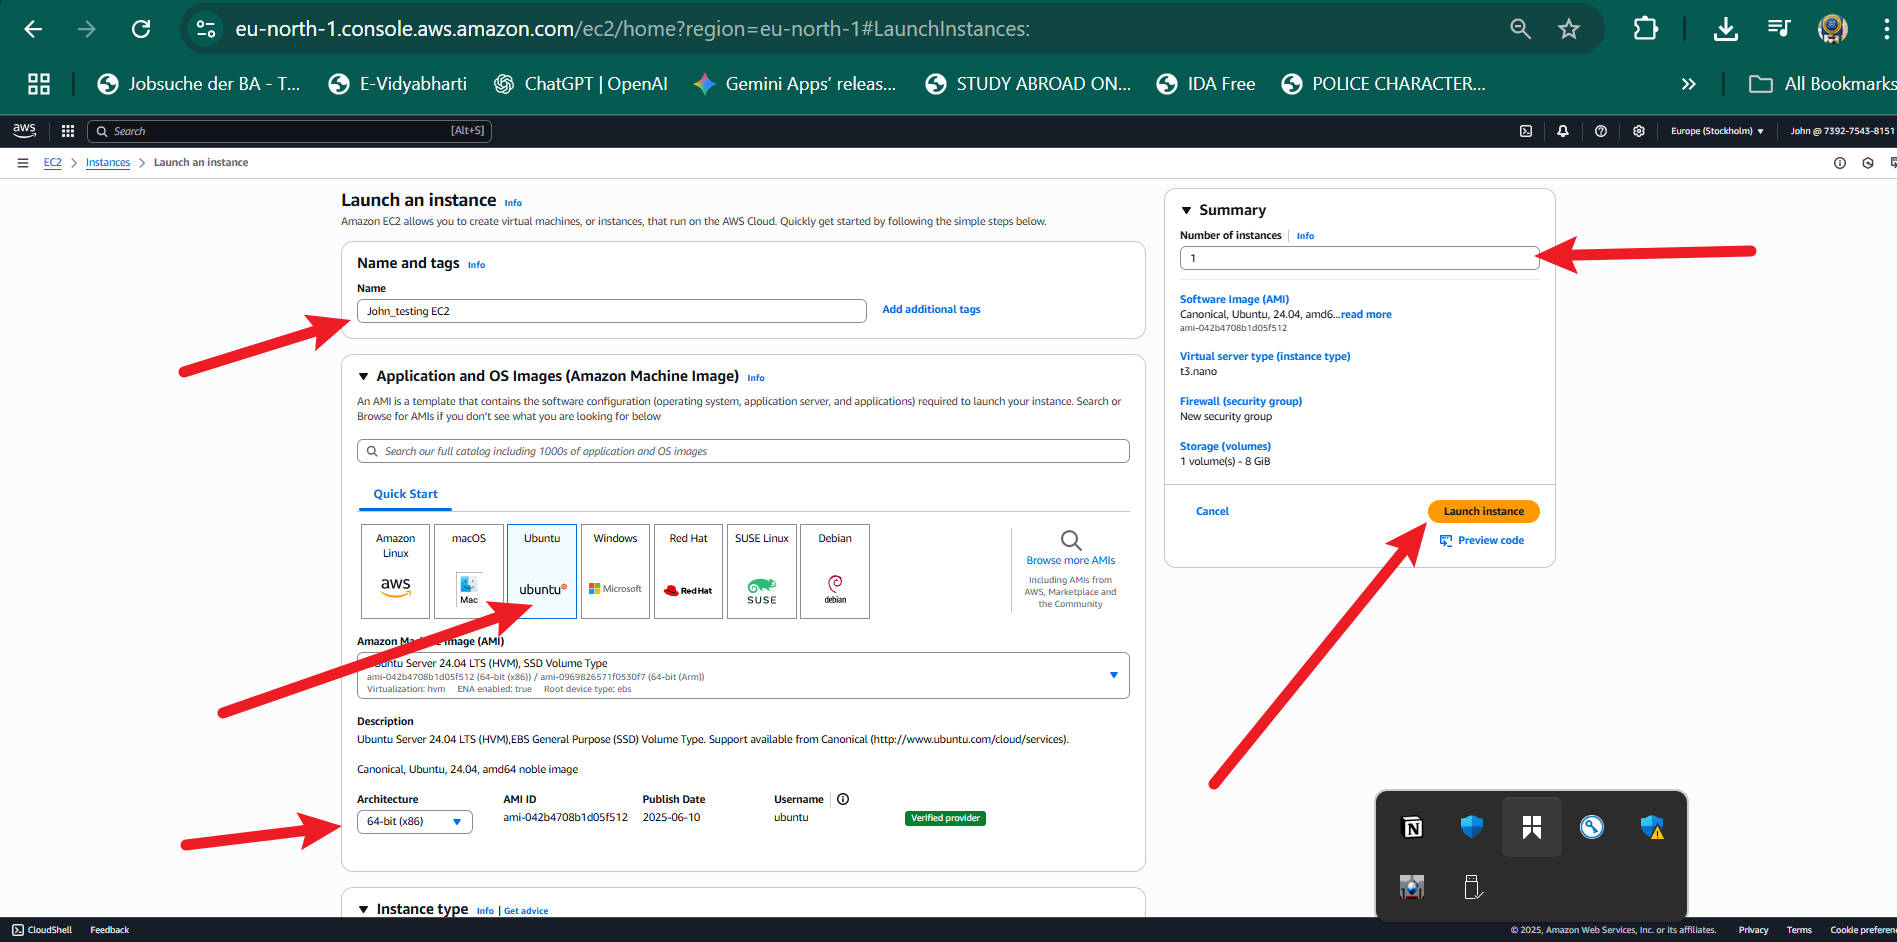 eu-north-1.console.aws.amazon.com/ec2/home?region=eu-north-1#LaunchInstances:
Jobsuche der BA - T...
E-Vidyabharti
ChatGPT | OpenAI
Gemini Apps' releas...
STUDY ABROAD ON...
IDA Free
POLICE CHARACTER...
»
All Bookmarks
aws
Search
[Alt+S]
Europe (Stockholm)
John @ 7392-7543-8151
EC2
Instances
Launch an instance
Launch an instance
Info
Amazon EC2 allows you to create virtual machines, or instances, that run on the AWS Cloud. Quickly get started by following the simple steps below.
Name and tags
Info
Name
John_testing EC2
Add additional tags
Application and OS Images (Amazon Machine Image)
Info
An AMI is a template that contains the software configuration (operating system, application server, and applications) required to launch your instance. Search or
Browse for AMIs if you don't see what you are looking for below
Search our full catalog including 1000s of application and OS images
Quick Start
Amazon
Linux
aws
macOS
Mac
Ubuntu
ubuntu
Windows
Microsoft
Red Hat
Red Hat
SUSE Linux
SUSE
Debian
debian
Browse more AMIs
Including AMIs from
AWS, Marketplace and
the Community
Amazon Machine Image (AMI)
Ubuntu Server 24.04 LTS (HVM), SSD Volume Type
ami-042b4708b1d05f512 (64-bit (x86)) / ami-0969826571f0530f7 (64-bit (Arm))
Virtualization: hvm ENA enabled: true Root device type: ebs
Description
Ubuntu Server 24.04 LTS (HVM),EBS General Purpose (SSD) Volume Type. Support available from Canonical (http://www.ubuntu.com/cloud/services).
Canonical, Ubuntu, 24.04, amd64 noble image
Architecture
64-bit (x86)
AMI ID
ami-042b4708b1d05f512
Publish Date
2025-06-10
Username
ubuntu
Verified provider
Instance type
Info | Get advice
Summary
Number of instances
Info
1
Software Image (AMI)
Canonical, Ubuntu, 24.04, amd6...read more
ami-042b4708b1d05f512
Virtual server type (instance type)
t3.nano
Firewall (security group)
New security group
Storage (volumes)
1 volume(s) - 8 GiB
Cancel
Launch instance
Preview code
CloudShell
Feedback
© 2025, Amazon Web Services, Inc. or its affiliates.
Privacy
Terms
Cookie preferen